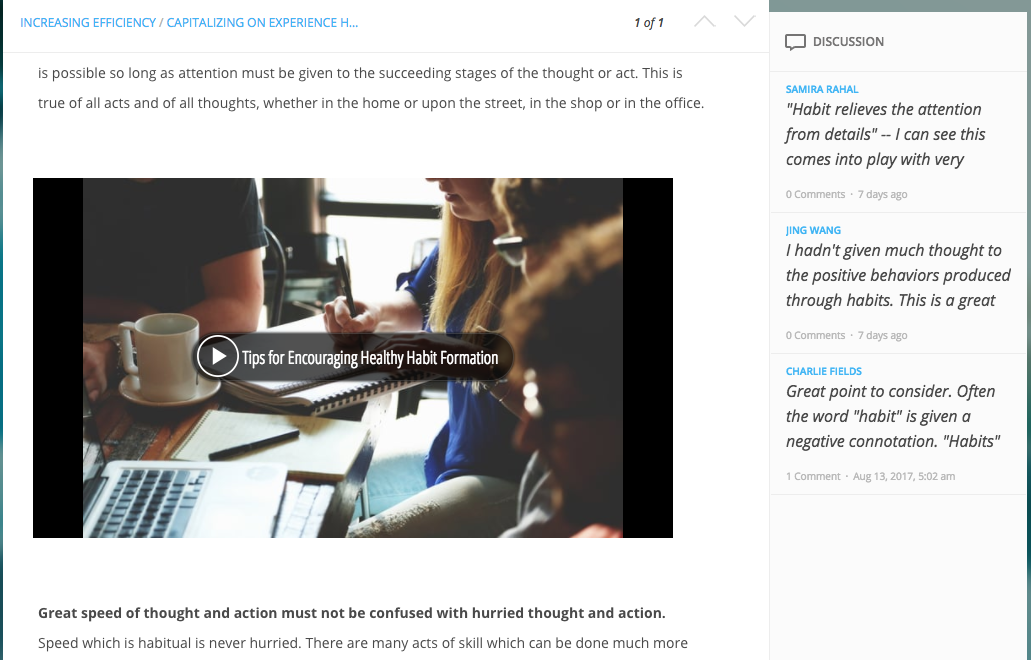 INCREASING EFFICIENCY / CAPITALIZING ON EXPERIENCE H...
1 of 1
is possible so long as attention must be given to the succeeding stages of the thought or act. This is
true of all acts and of all thoughts, whether in the home or upon the street, in the shop or in the office.
Tips for Encouraging Healthy Habit Formation
Great speed of thought and action must not be confused with hurried thought and action.
Speed which is habitual is never hurried. There are many acts of skill which can be done much more
DISCUSSION
SAMIRA RAHAL
"Habit relieves the attention
from details" -- I can see this
comes into play with very
0 Comments · 7 days ago
JING WANG
I hadn't given much thought to
the positive behaviors produced
through habits. This is a great
0 Comments · 7 days ago
CHARLIE FIELDS
Great point to consider. Often
the word "habit" is given a
negative connotation. "Habits"
1 Comment · Aug 13, 2017, 5:02 am